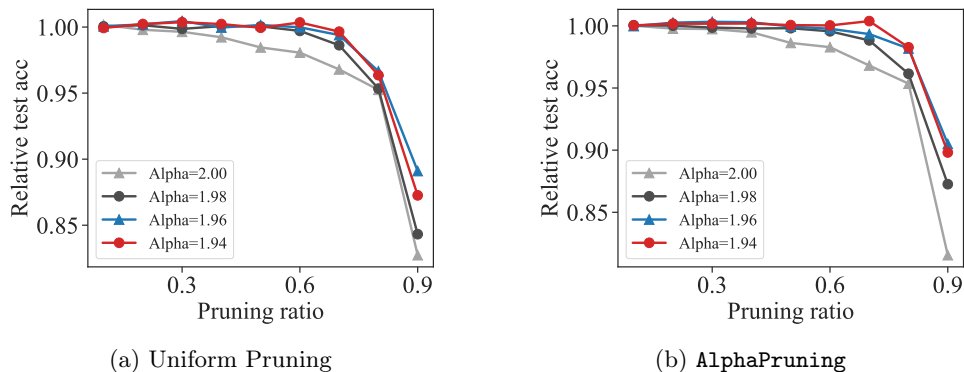 Relative test acc
1.00
0.95
0.90
0.85
Alpha=2.00
Alpha=1.98
Alpha=1.96
Alpha=1.94
0.3
0.6
0.9
Pruning ratio
(a) Uniform Pruning
Relative test acc
1.00
0.95
0.90
0.85
Alpha=2.00
Alpha=1.98
Alpha=1.96
Alpha=1.94
0.3
0.6
0.9
Pruning ratio
(b) AlphaPruning